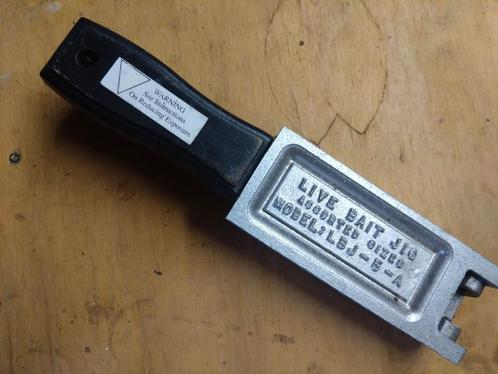 WARNING
See Instructions
On Reducing Exposure
LIVE BAIT JIG
ASSORTED SIZES
MODEL; LBJ-5-A